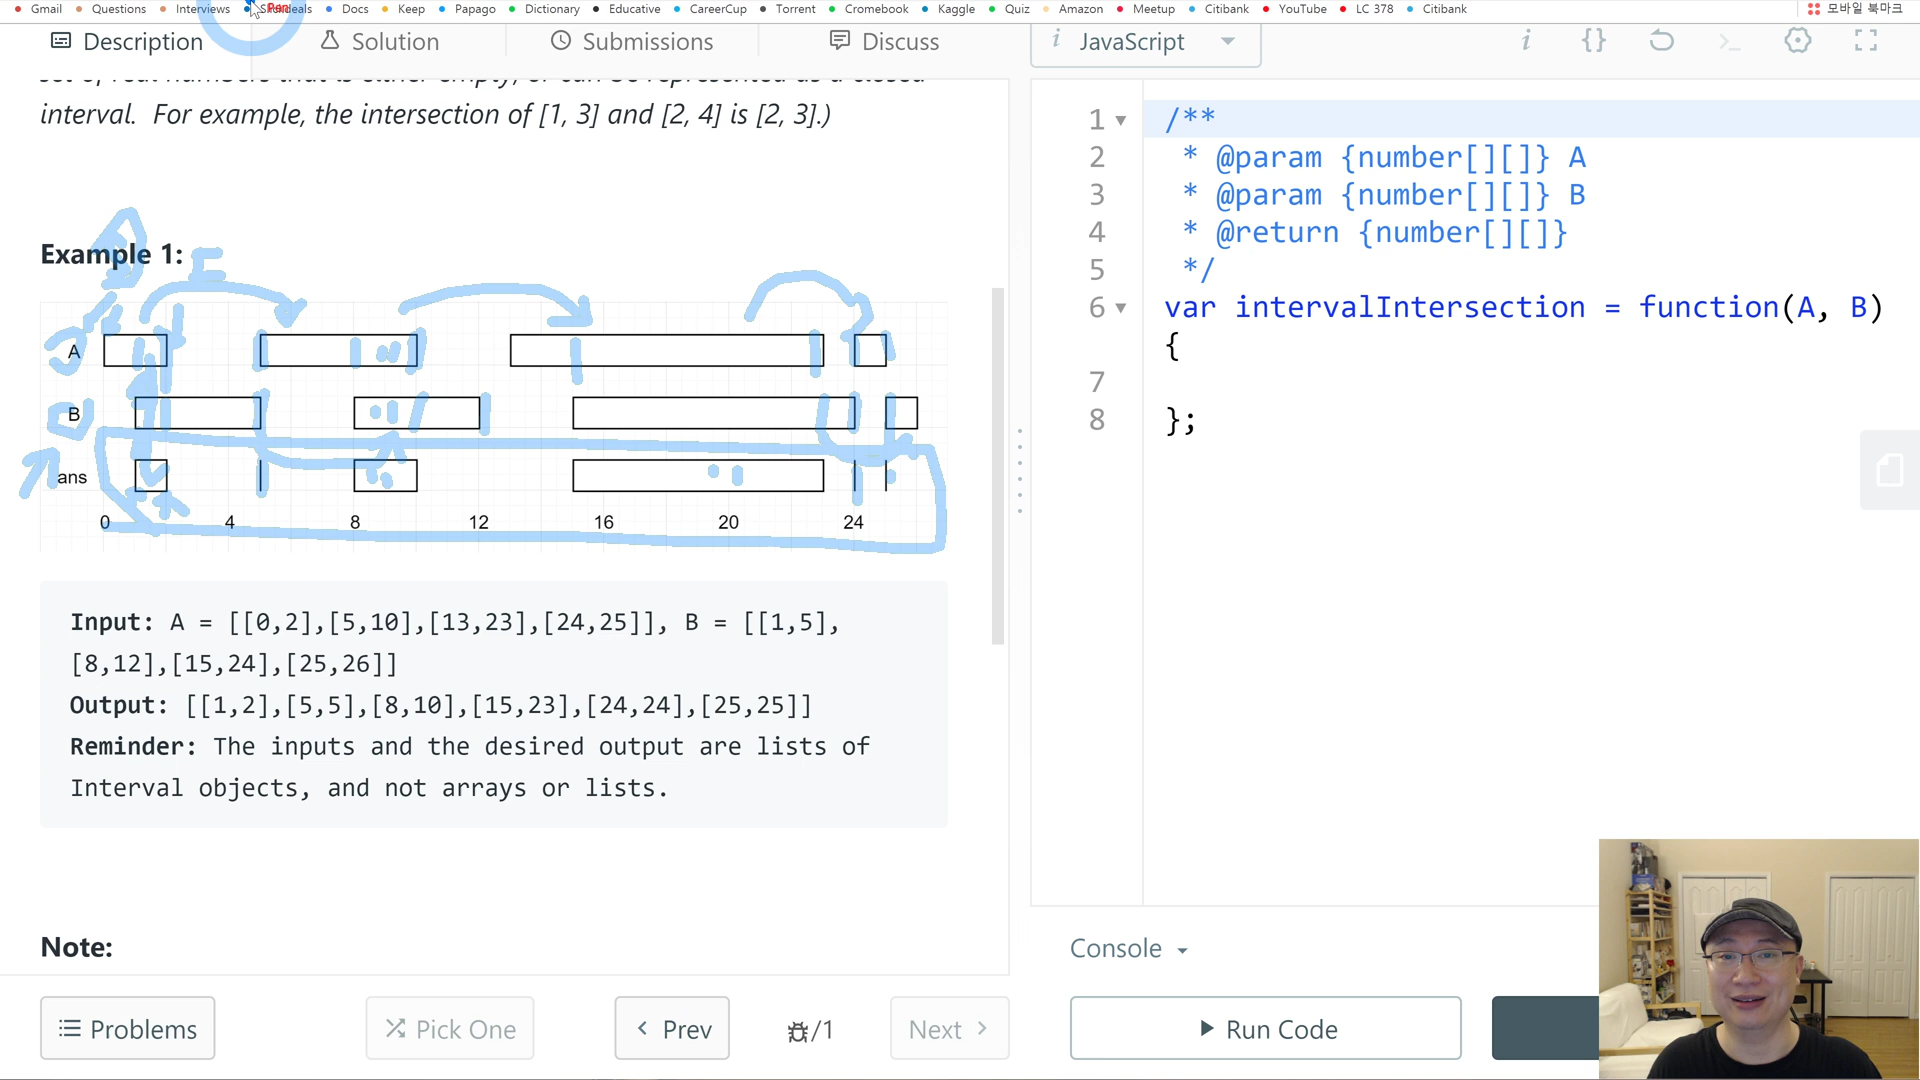 Gmail Questions Interviews Docs Keep Papago Dictionary Educative CareerCup Torrent Cromebook Kaggle Quiz Amazon Meetup Citibank YouTube LC 378 Citibank 모바일 북마크
Pen
Description Solution Submissions Discuss
interval. For example, the intersection of [1, 3] and [2, 4] is [2, 3].)
Example 1:
A
B
ans
0 4 8 12 16 20 24
Input: A = [[0,2],[5,10],[13,23],[24,25]], B = [[1,5],
[8,12],[15,24],[25,26]]
Output: [[1,2],[5,5],[8,10],[15,23],[24,24],[25,25]]
Reminder: The inputs and the desired output are lists of
Interval objects, and not arrays or lists.
Note:
Problems Pick One Prev /1 Next
JavaScript
1 /**
2 * @param {number[][]} A
3 * @param {number[][]} B
4 * @return {number[][]}
5 */
6 var intervalIntersection = function(A, B)
{
7
8 };
Console
Run Code